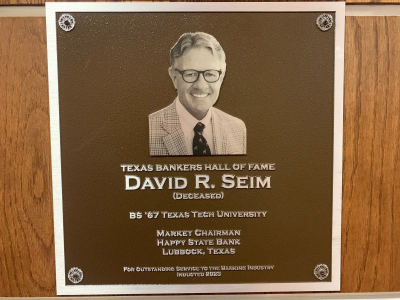 TEXAS BANKERS HALL OF FAME
DAVID R. SEIM
(DECEASED)
BS '67 TEXAS TECH UNIVERSITY
MARKET CHAIRMAN
HAPPY STATE BANK
LUBBOCK, TEXAS
FOR OUTSTANDING SERVICE TO THE BANKING INDUSTRY
INDUCTED 2020